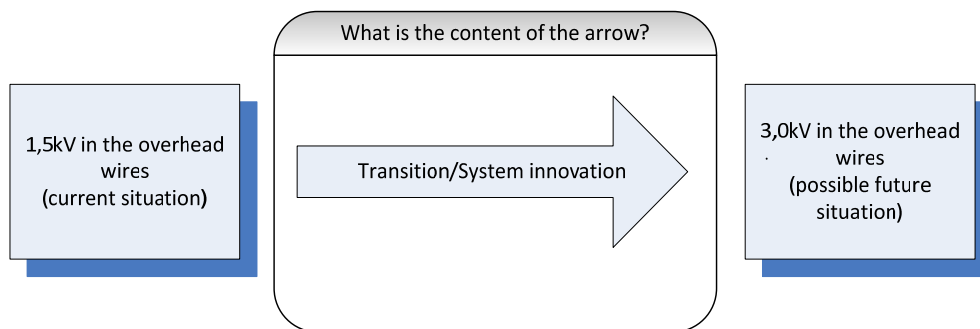 What is the content of the arrow?
1,5kV in the overhead
wires
(current situation)
Transition/System innovation
3,0kV in the overhead
wires
(possible future
situation)